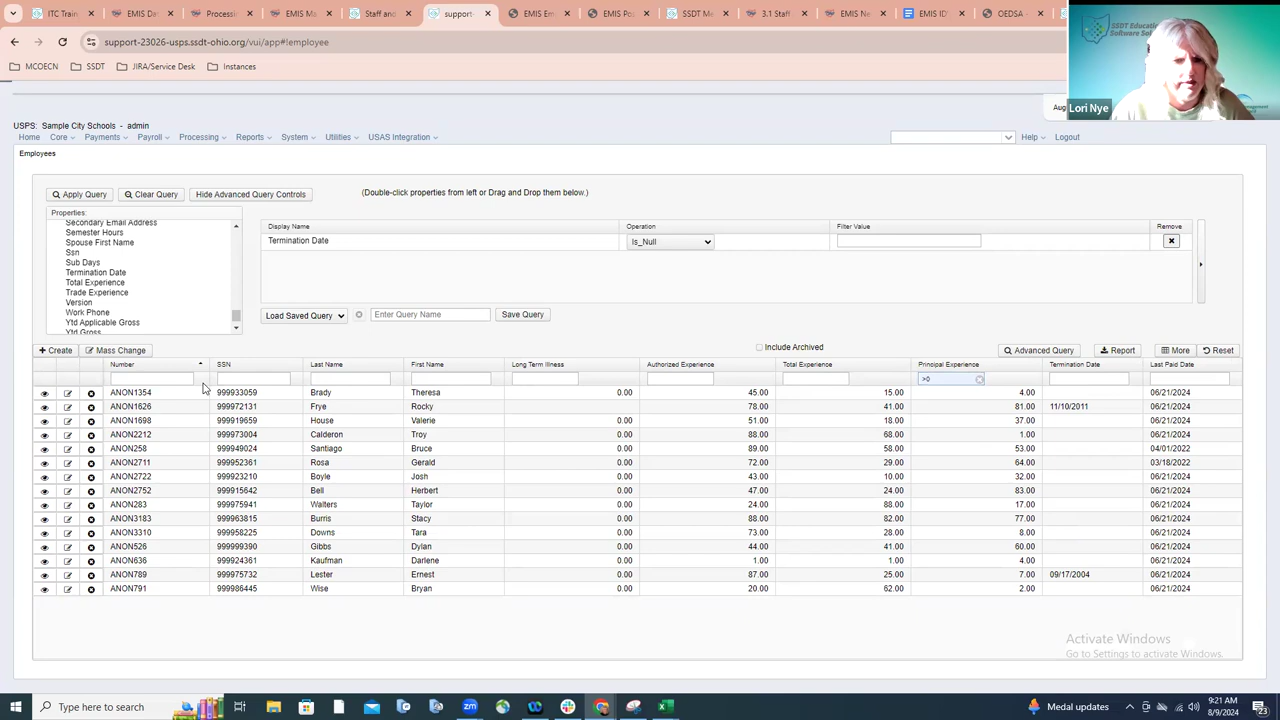 ITC Train
EMIS Da
Processin
EMIS Ma
Staff and
support-
EMIS Em
EMIS Pos
SSDT Me
3.1 Staff
EMIS Ne
EMIS ID'
OEDSA -
support-23026-usps.ssdt-ohio.org/vui/app#!employee
MCOECN SSDT JIRA/Service Desk Instances
SSDT Educati
Software So
Lori Nye
Aug
USPS: Sample City Schools - admin
Home Core Payments Payroll Processing Reports System Utilities USAS Integration Help Logout
Employees
Apply Query Clear Query Hide Advanced Query Controls (Double-click properties from left or Drag and Drop them below.)
Properties:
Secondary Email Address
Semester Hours
Spouse First Name
Ssn
Sub Days
Termination Date
Total Experience
Trade Experience
Version
Work Phone
Ytd Applicable Gross
Ytd Gross
Display Name Operation Filter Value Remove
Termination Date Is_Null
Load Saved Query Enter Query Name Save Query
Create Mass Change Include Archived Advanced Query Report More Reset
Number SSN Last Name First Name Long Term Illness Authorized Experience Total Experience Principal Experience Termination Date Last Paid Date
>0
ANON1354 999933059 Brady Theresa 0.00 45.00 15.00 4.00 06/21/2024
ANON1626 999972131 Frye Rocky 78.00 41.00 81.00 11/10/2011 06/21/2024
ANON1698 999919659 House Valerie 0.00 51.00 18.00 37.00 06/21/2024
ANON2212 999973004 Calderon Troy 0.00 88.00 68.00 1.00 06/21/2024
ANON258 999949024 Santiago Bruce 0.00 89.00 58.00 53.00 04/01/2022
ANON2711 999952361 Rosa Gerald 0.00 72.00 29.00 64.00 03/18/2022
ANON2722 999923210 Boyle Josh 0.00 43.00 10.00 32.00 06/21/2024
ANON2752 999915642 Bell Herbert 0.00 47.00 24.00 83.00 06/21/2024
ANON283 999975941 Walters Taylor 0.00 24.00 88.00 17.00 06/21/2024
ANON3183 999963815 Burris Stacy 0.00 88.00 82.00 77.00 06/21/2024
ANON3310 999958225 Downs Tara 0.00 73.00 28.00 8.00 06/21/2024
ANON526 999999390 Gibbs Dylan 0.00 44.00 41.00 60.00 06/21/2024
ANON636 999924361 Kaufman Darlene 0.00 1.00 1.00 4.00 06/21/2024
ANON789 999975732 Lester Ernest 0.00 87.00 25.00 7.00 09/17/2004 06/21/2024
ANON791 999986445 Wise Bryan 0.00 20.00 62.00 2.00 06/21/2024
Activate Windows
Go to Settings to activate Windows.
Type here to search
Medal updates
9:21 AM
8/9/2024
23